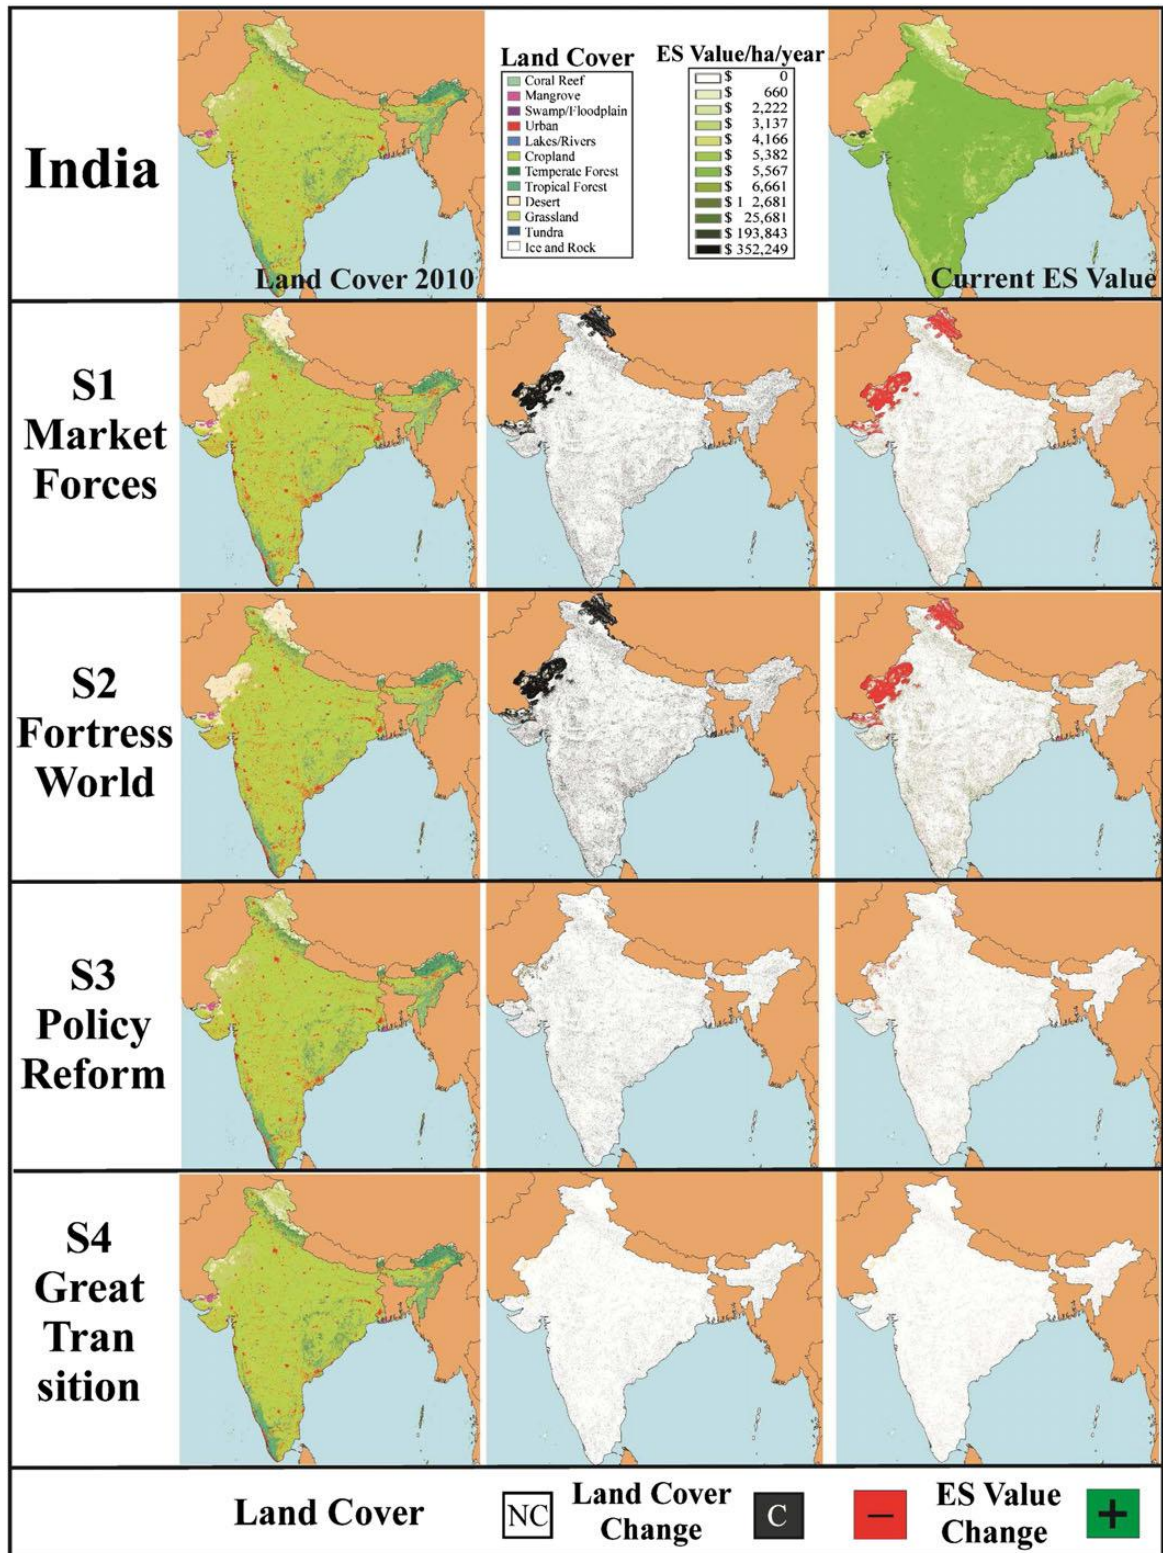 India
Land Cover
Coral Reef
Mangrove
Swamp/Floodplain
Urban
Lakes/Rivers
Cropland
Temperate Forest
Tropical Forest
Desert
Grassland
Tundra
Ice and Rock
ES Value/ha/year
$ 0
$ 660
$ 2,222
$ 3,137
$ 4,166
$ 5,382
$ 5,567
$ 6,661
$ 1 2,681
$ 25,681
$ 193,843
$ 352,249
Land Cover 2010
Current ES Value
S1
Market
Forces
S2
Fortress
World
S3
Policy
Reform
S4
Great
Tran
sition
Land Cover
NC
Land Cover
Change
C
−
ES Value
Change
+